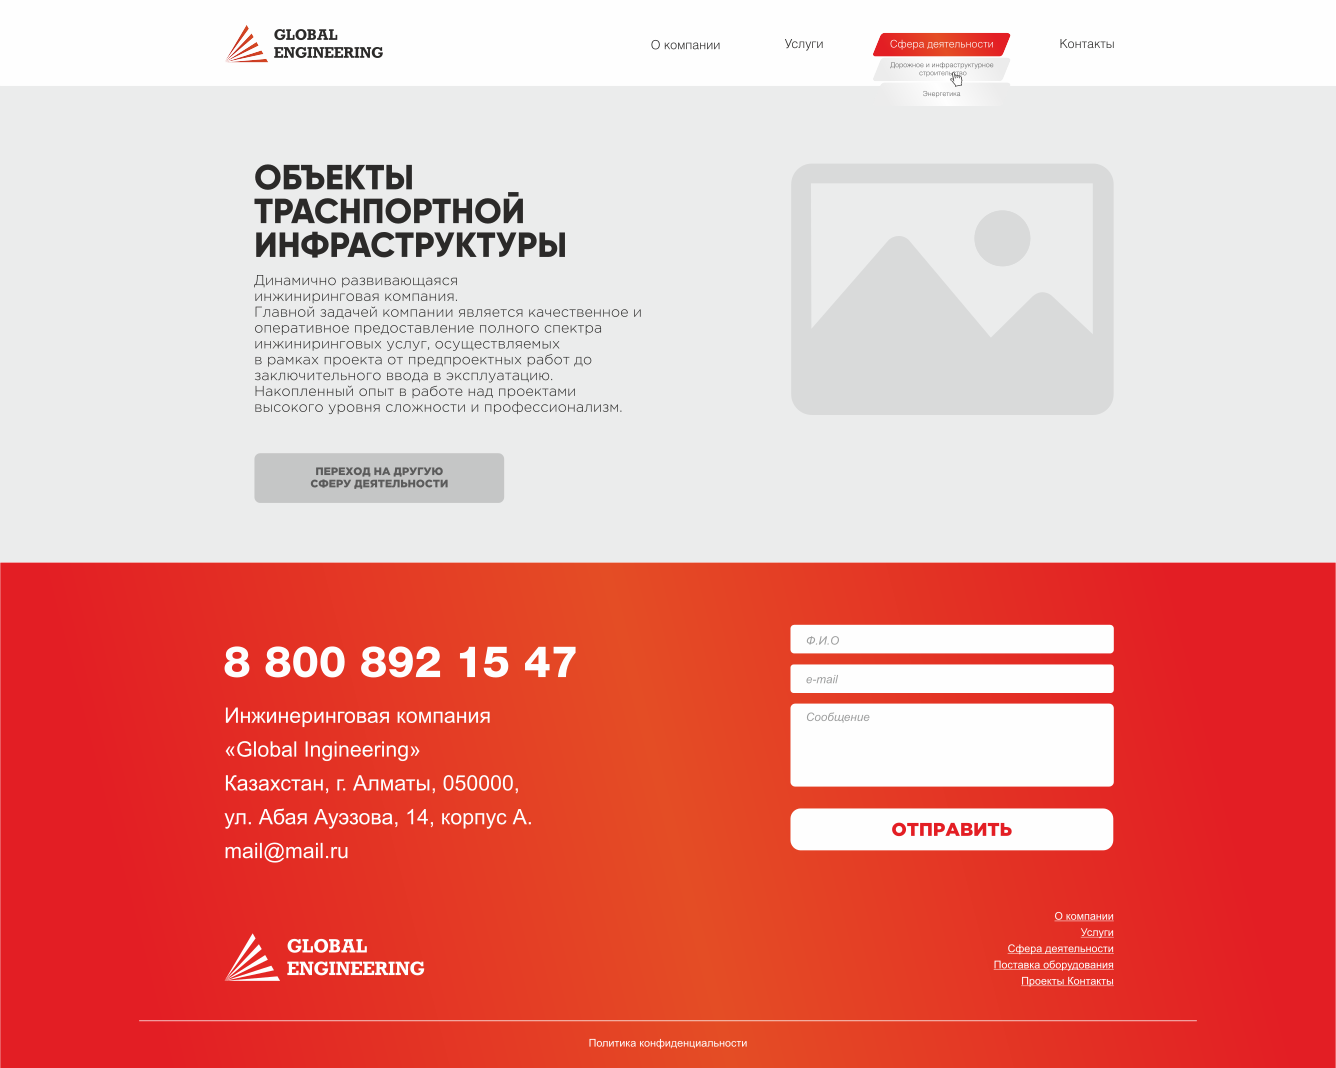 GLOBAL
ENGINEERING
О компании
Услуги
Сфера деятельности
Контакты
Дорожное и инфраструктурное
строительство
Энергетика
ОБЪЕКТЫ
ТРАСНПОРТНОЙ
ИНФРАСТРУКТУРЫ
Динамично развивающаяся
инжиниринговая компания.
Главной задачей компании является качественное и
оперативное предоставление полного спектра
инжиниринговых услуг, осуществляемых
в рамках проекта от предпроектных работ до
заключительного ввода в эксплуатацию.
Накопленный опыт в работе над проектами
высокого уровня сложности и профессионализм.
ПЕРЕХОД НА ДРУГУЮ
СФЕРУ ДЕЯТЕЛЬНОСТИ
8 800 892 15 47
Инжинеринговая компания
«Global Ingineering»
Казахстан, г. Алматы, 050000,
ул. Абая Ауэзова, 14, корпус А.
mail@mail.ru
Ф.И.О
e-mail
Сообщение
ОТПРАВИТЬ
GLOBAL
ENGINEERING
О компании
Услуги
Сфера деятельности
Поставка оборудования
Проекты Контакты
Политика конфиденциальности